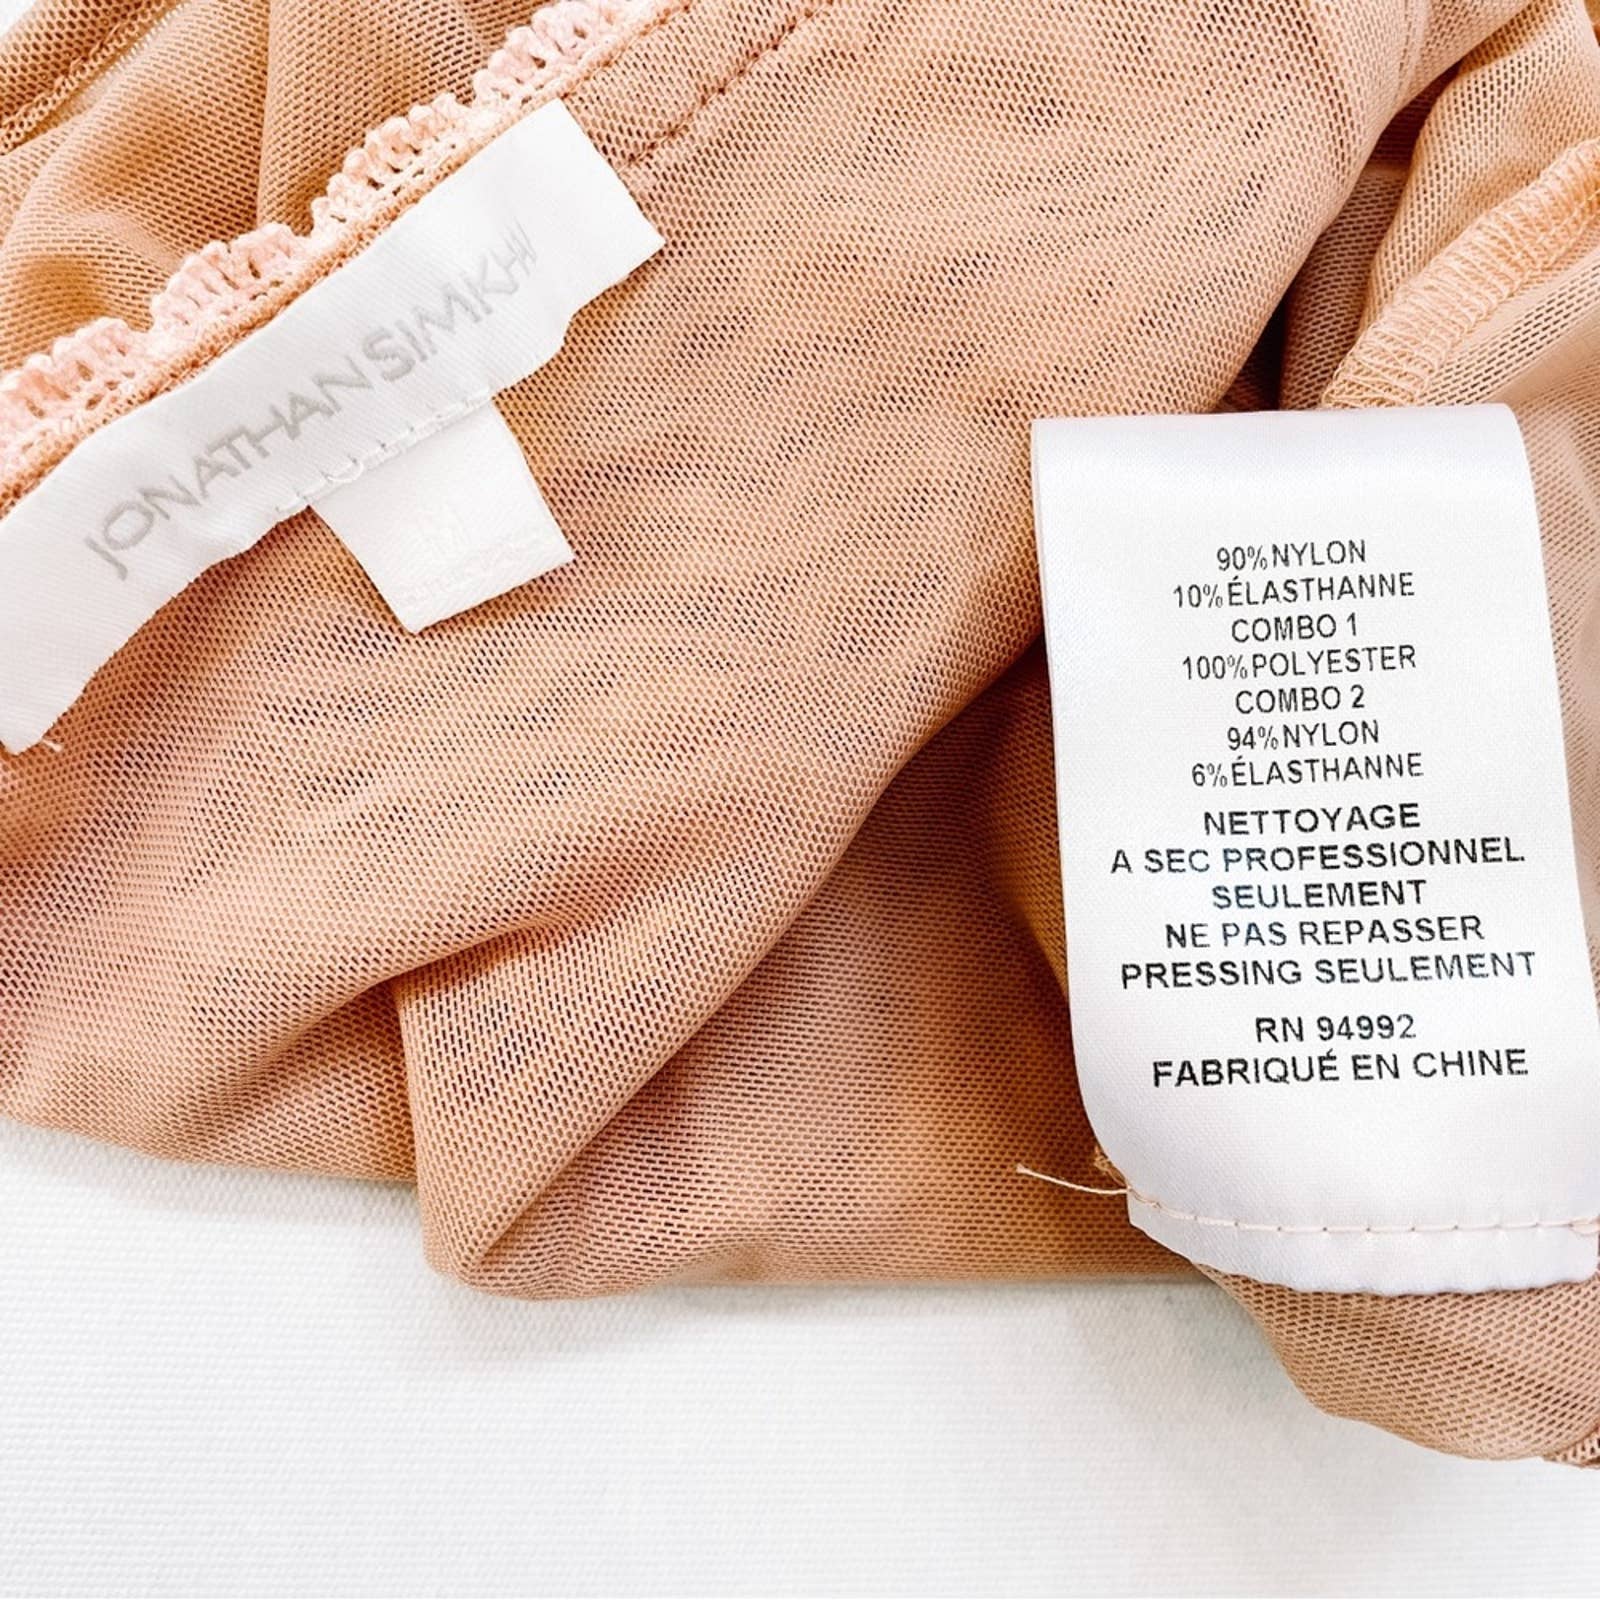 JONATHAN SIMKHAI
90% NYLON
10% ÉLASTHANNE
COMBO 1
100% POLYESTER
COMBO 2
94% NYLON
6% ÉLASTHANNE
NETTOYAGE
A SEC PROFESSIONNEL
SEULEMENT
NE PAS REPASSER
PRESSING SEULEMENT
RN 94992
FABRIQUÉ EN CHINE